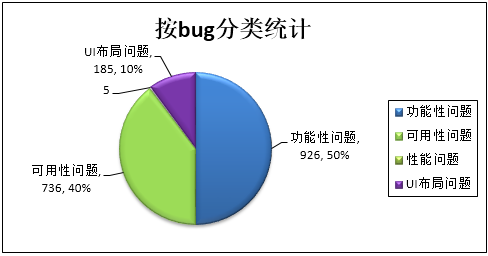 按bug分类统计
UI布局问题,
185, 10%
5
功能性问题,
926, 50%
可用性问题,
736, 40%
功能性问题
可用性问题
性能问题
UI布局问题